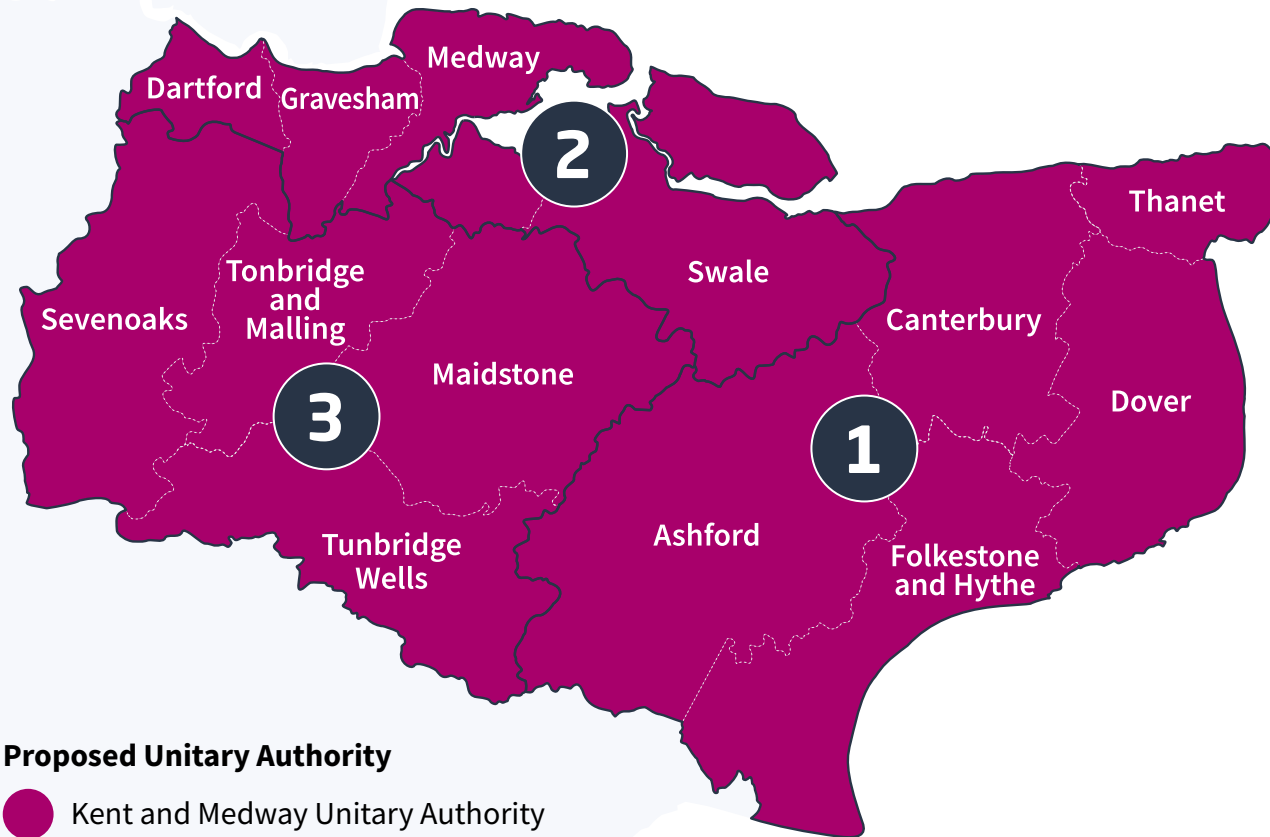 Medway
Dartford
Gravesham
2
Thanet
Swale
Tonbridge
and
Malling
Sevenoaks
Canterbury
Maidstone
Dover
3
1
Ashford
Tunbridge
Wells
Folkestone
and Hythe
Proposed Unitary Authority
Kent and Medway Unitary Authority